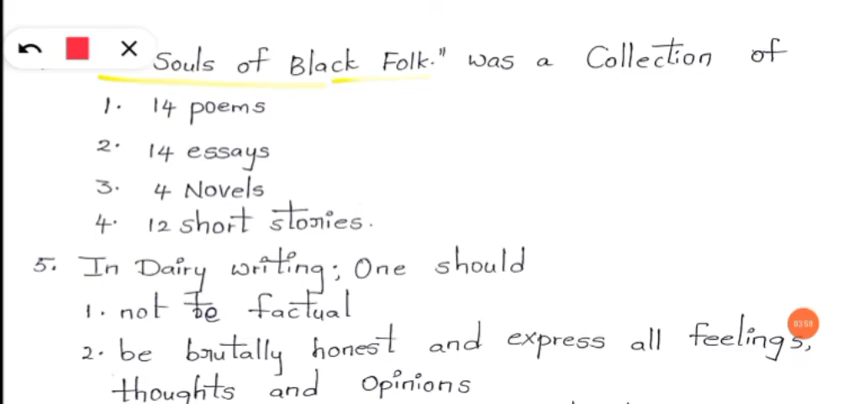 Souls of Black Folk." was a Collection of
1. 14 poems
2. 14 essays
3. 4 Novels
4. 12 short stories.
5. In Dairy writing; One should
1. not be factual
2. be brutally honest and express all feelings,
thoughts and Opinions
03:58